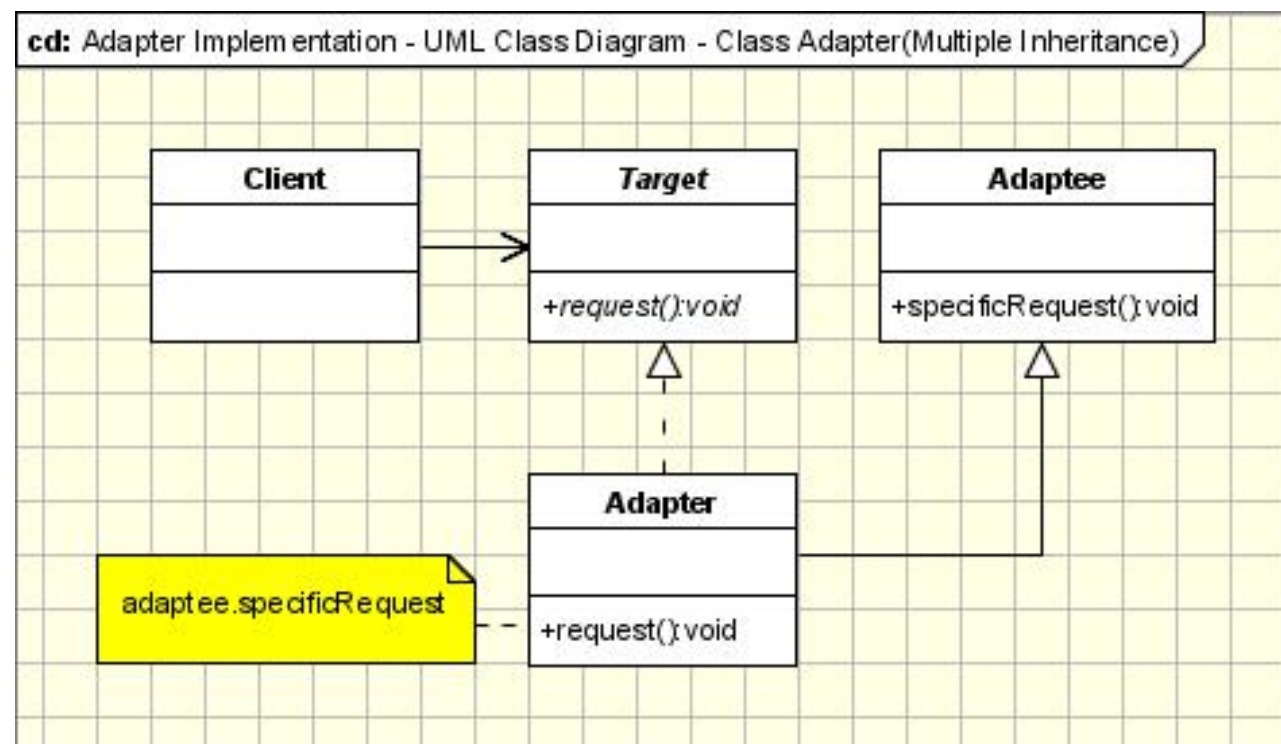 cd: Adapter Implementation - UML Class Diagram - Class Adapter(Multiple Inheritance)
Client
Target
+request():void
Adaptee
+specificRequest():void
Adapter
+request():void
adaptee.specificRequest